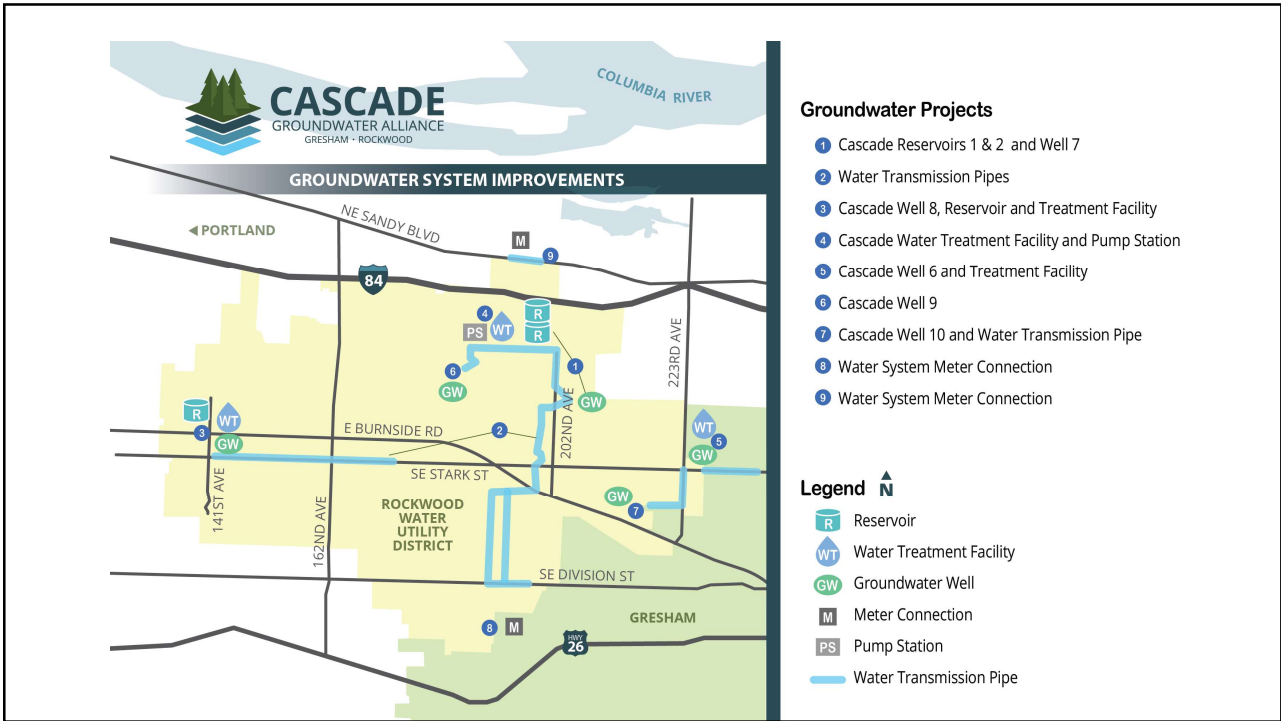 COLUMBIA RIVER
CASCADE
GROUNDWATER ALLIANCE
GRESHAM · ROCKWOOD
GROUNDWATER SYSTEM IMPROVEMENTS
NE SANDY BLVD
PORTLAND
M
9
84
4
R
PS
WT
R
223RD AVE
6
1
GW
GW
202ND AVE
R
WT
WT
3
E BURNSIDE RD
2
5
GW
GW
SE STARK ST
141ST AVE
GW
7
162ND AVE
ROCKWOOD
WATER
UTILITY
DISTRICT
SE DIVISION ST
GRESHAM
8
M
HWY
26
Groundwater Projects
1 Cascade Reservoirs 1 & 2 and Well 7
2 Water Transmission Pipes
3 Cascade Well 8, Reservoir and Treatment Facility
4 Cascade Water Treatment Facility and Pump Station
5 Cascade Well 6 and Treatment Facility
6 Cascade Well 9
7 Cascade Well 10 and Water Transmission Pipe
8 Water System Meter Connection
9 Water System Meter Connection
Legend N
R Reservoir
WT Water Treatment Facility
GW Groundwater Well
M Meter Connection
PS Pump Station
Water Transmission Pipe